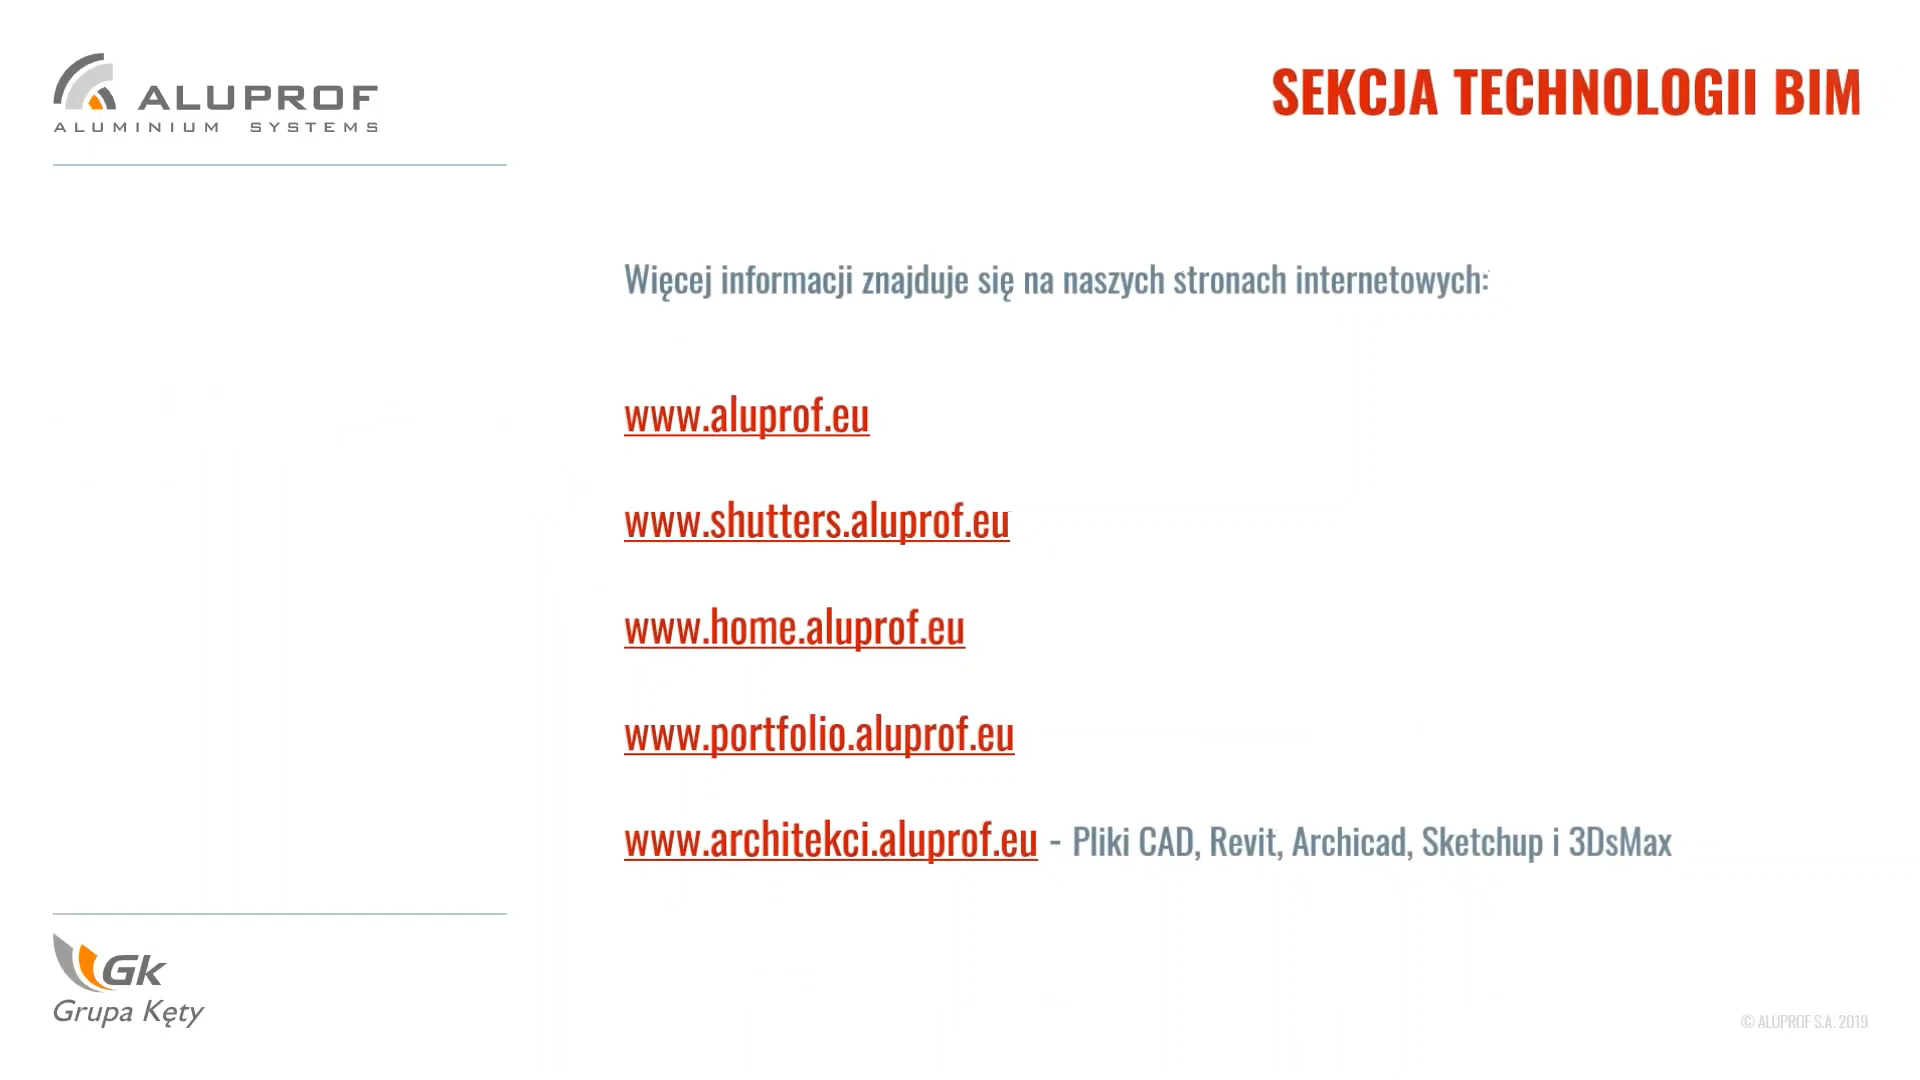 ALUPROF
ALUMINIUM SYSTEMS
SEKCJA TECHNOLOGII BIM
Więcej informacji znajduje się na naszych stronach internetowych:
www.aluprof.eu
www.shutters.aluprof.eu
www.home.aluprof.eu
www.portfolio.aluprof.eu
www.architekci.aluprof.eu - Pliki CAD, Revit, Archicad, Sketchup i 3DsMax
Gk
Grupa Kęty
© ALUPROF S.A. 2019